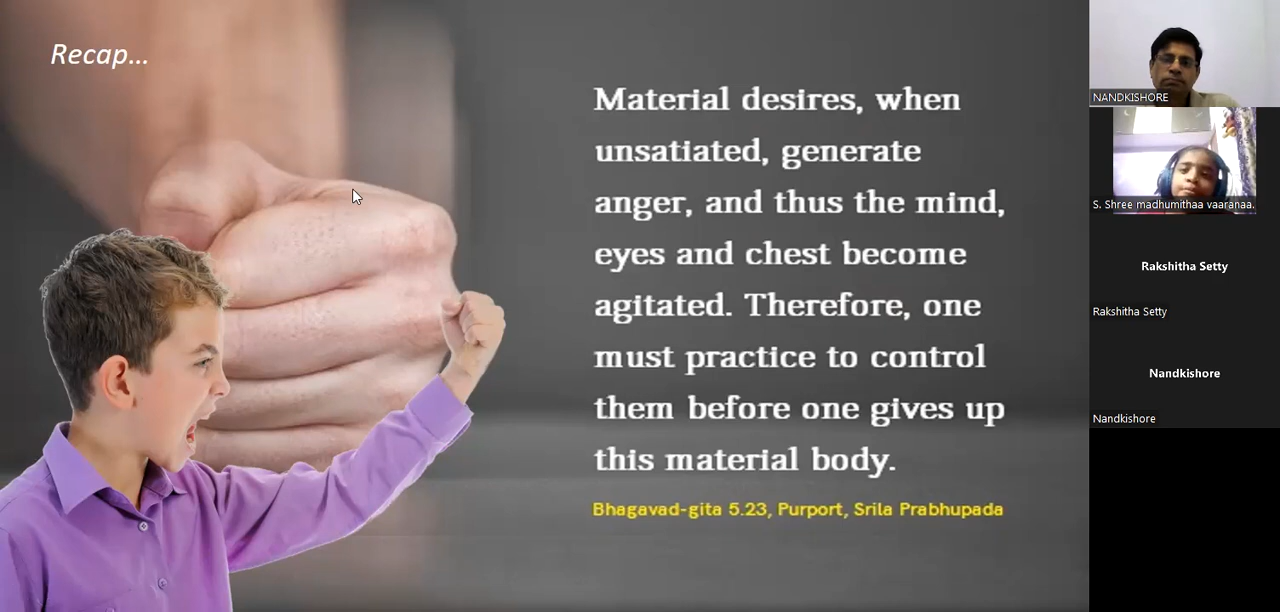 Recap...
Material desires, when
unsatiated, generate
anger, and thus the mind,
eyes and chest become
agitated. Therefore, one
must practice to control
them before one gives up
this material body.
Bhagavad-gita 5.23, Purport, Srila Prabhupada
NANDKISHORE
S. Shree madhumithaa vaaranaa.
Rakshitha Setty
Rakshitha Setty
Nandkishore
Nandkishore